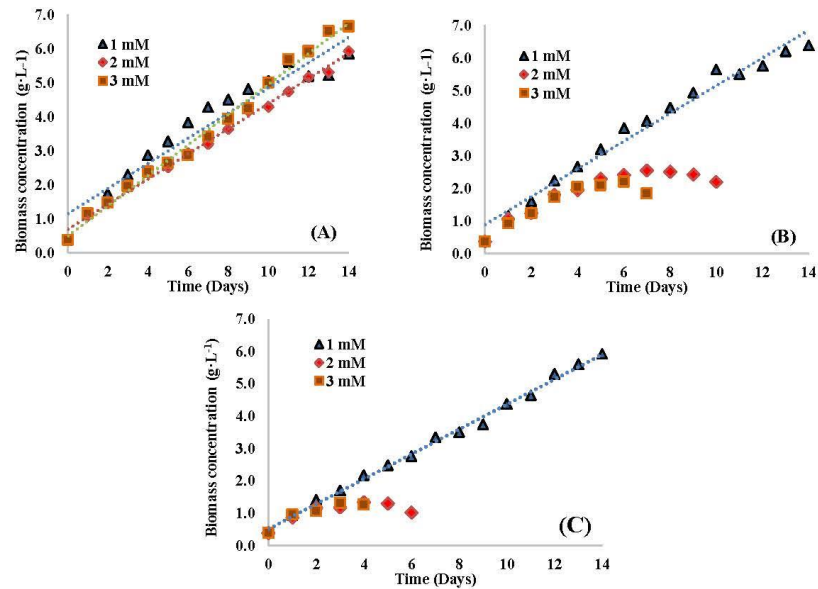 Biomass concentration (g·L-1)
7.0
6.0
5.0
4.0
3.0
2.0
1.0
0.0
1 mM
2 mM
3 mM
(A)
0 2 4 6 8 10 12 14
Time (Days)
Biomass concentration (g·L-1)
7.0
6.0
5.0
4.0
3.0
2.0
1.0
0.0
1 mM
2 mM
3 mM
(B)
0 2 4 6 8 10 12 14
Time (Days)
Biomass concentration (g·L⁻¹)
7.0
6.0
5.0
4.0
3.0
2.0
1.0
0.0
1 mM
2 mM
3 mM
(C)
0 2 4 6 8 10 12 14
Time (Days)